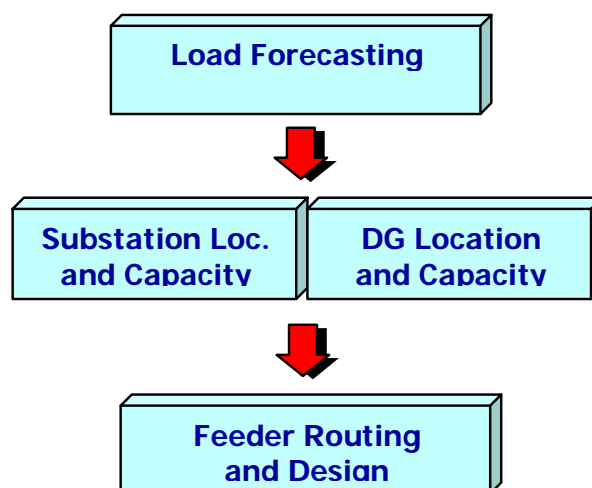 Load Forecasting
Substation Loc.
and Capacity
DG Location
and Capacity
Feeder Routing
and Design